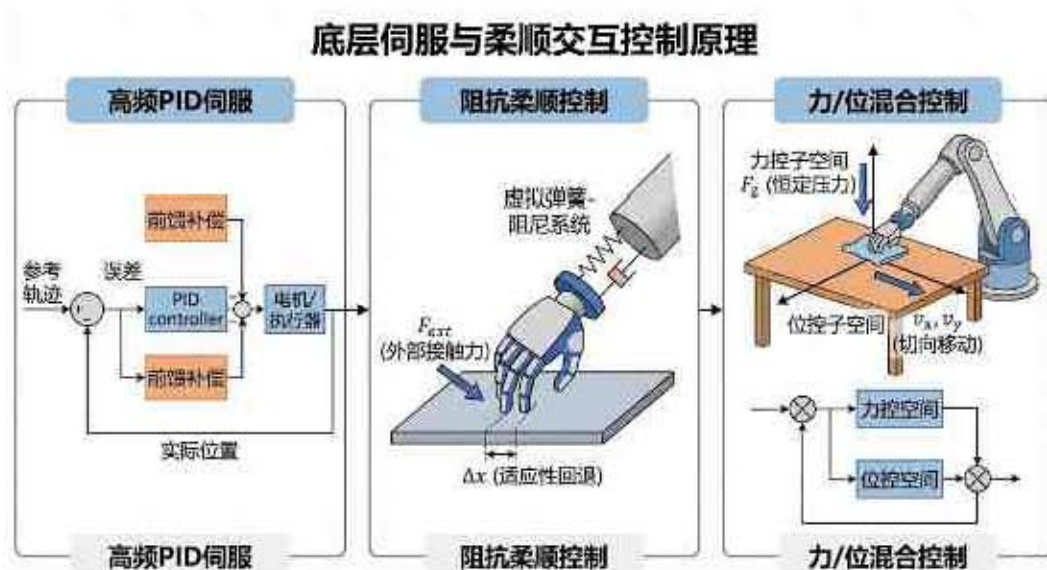 底层伺服与柔顺交互控制原理
高频PID伺服
前馈补偿
参考
轨迹
误差
PID
controller
电机/
执行器
前馈补偿
实际位置
高频PID伺服
阻抗柔顺控制
虚拟弹簧-
阻尼系统
F_ext
(外部接触力)
Δx (适应性回退)
阻抗柔顺控制
力/位混合控制
力控子空间
F_g (恒定压力)
位控子空间
v_x, v_y
(切向移动)
力控空间
位控空间
力/位混合控制